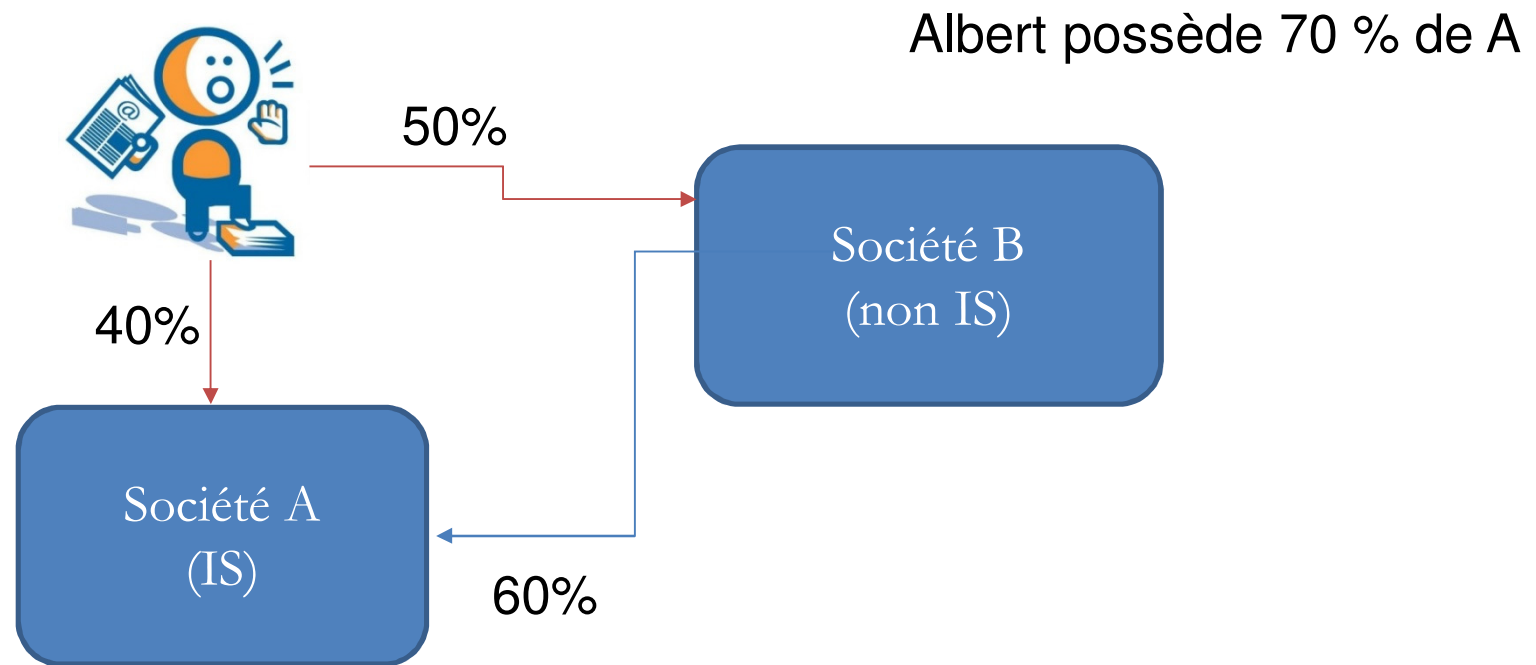 Albert possède 70 % de A
50%
Société B
(non IS)
40%
Société A
(IS)
60%
@